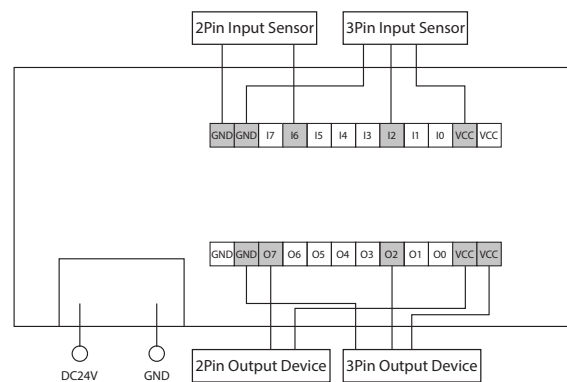 2Pin Input Sensor 3Pin Input Sensor
GND GND I7 I6 I5 I4 I3 I2 I1 I0 VCC VCC
GND GND O7 O6 O5 O4 O3 O2 O1 O0 VCC VCC
2Pin Output Device 3Pin Output Device
DC24V GND